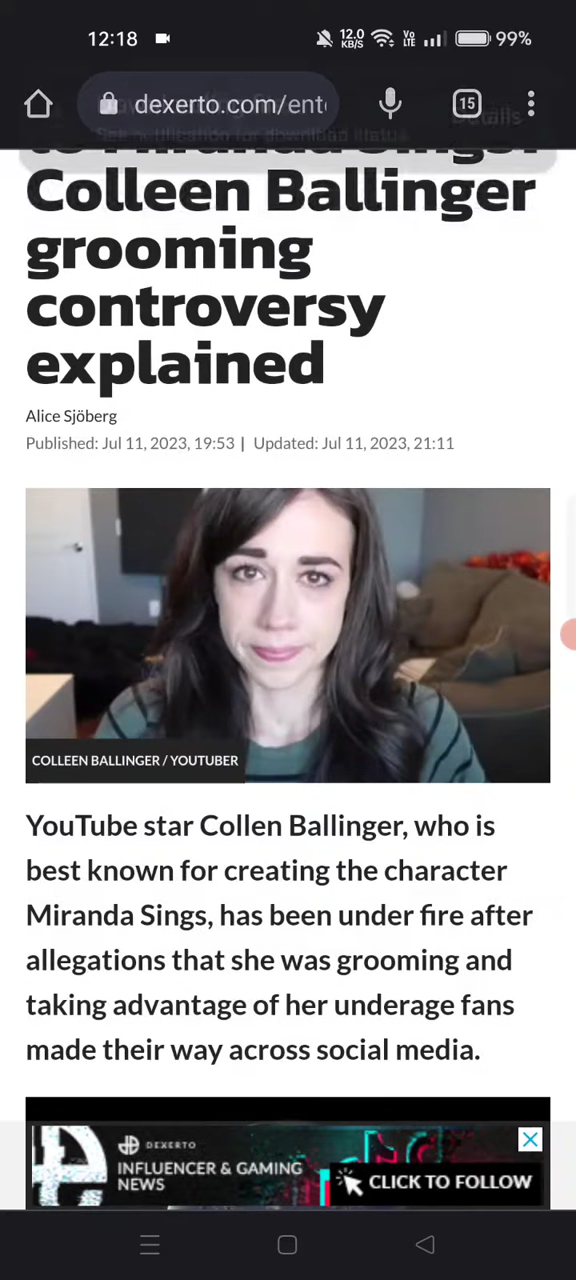 12:18
12.0 KB/S
Vo LTE
99%
dexerto.com/ent
15
Colleen Ballinger
grooming
controversy
explained
Alice Sjöberg
Published: Jul 11, 2023, 19:53 | Updated: Jul 11, 2023, 21:11
COLLEEN BALLINGER / YOUTUBER
YouTube star Collen Ballinger, who is
best known for creating the character
Miranda Sings, has been under fire after
allegations that she was grooming and
taking advantage of her underage fans
made their way across social media.
DEXERTO
INFLUENCER & GAMING
NEWS
CLICK TO FOLLOW